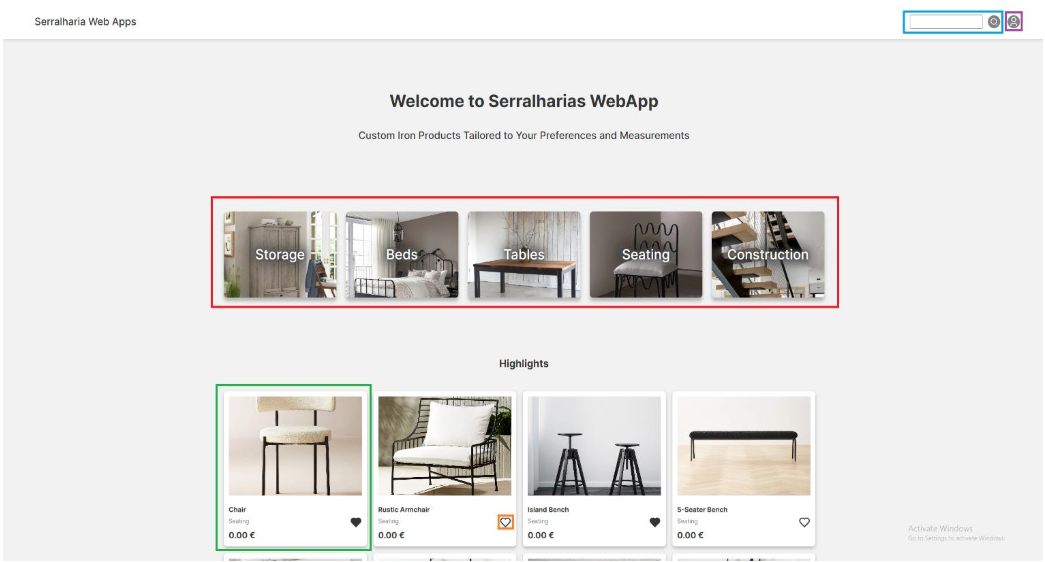 Serralharia Web Apps
Welcome to Serralharias WebApp
Custom Iron Products Tailored to Your Preferences and Measurements
Storage
Beds
Tables
Seating
Construction
Highlights
Chair
Seating
0.00 €
Rustic Armchair
Seating
0.00 €
Island Bench
Seating
0.00 €
5-Seater Bench
Seating
0.00 €
Activate Windows
Go to Settings to activate Windows.